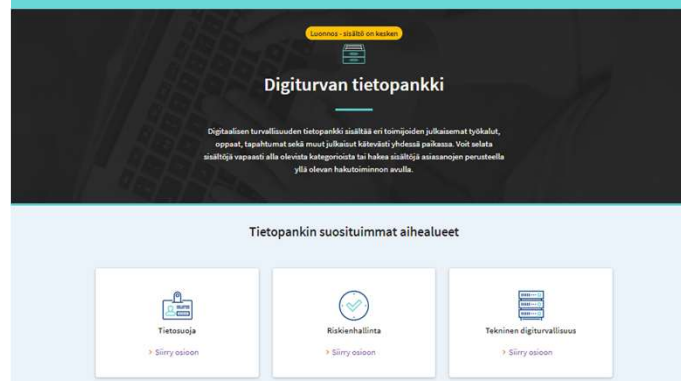 Luonnos - sisältö on kesken
Digiturvan tietopankki
Digitaalisen turvallisuuden tietopankki sisältää eri toimijoiden julkaisemat työkalut,
oppaat, tapahtumat sekä muut julkaisut kätevästi yhdessä paikassa. Voit selata
sisältöjä vapaasti alla olevista kategorioista tai hakea sisältöjä asiasanojen perusteella
yllä olevan hakutoiminnon avulla.
Tietopankin suosituimmat aihealueet
Tietosuoja
Riskienhallinta
Tekninen digiturvallisuus
> Siirry osioon
> Siirry osioon
> Siirry osioon